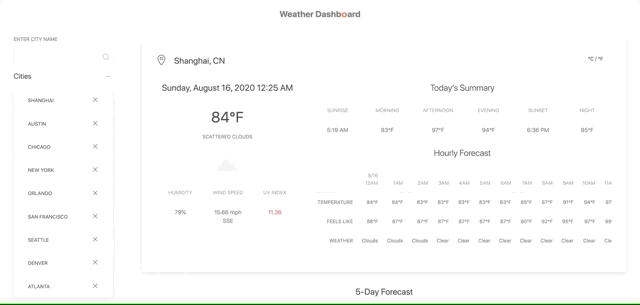 Weather Dashboard
ENTER CITY NAME
Cities
SHANGHAI
AUSTIN
CHICAGO
NEW YORK
ORLANDO
SAN FRANCISCO
SEATTLE
DENVER
ATLANTA
Shanghai, CN
°C / °F
Sunday, August 16, 2020 12:25 AM
84°F
SCATTERED CLOUDS
HUMIDITY WIND SPEED UV INDEX
79% 15.66 mph 11.36
SSE
Today's Summary
SUNRISE MORNING AFTERNOON EVENING SUNSET NIGHT
5:19 AM 83°F 97°F 94°F 6:36 PM 85°F
Hourly Forecast
8/16
12AM 1AM 2AM 3AM 4AM 5AM 6AM 7AM 8AM 9AM 10AM 11A
TEMPERATURE 84°F 84°F 83°F 83°F 83°F 83°F 83°F 85°F 87°F 91°F 94°F 97
FEELS LIKE 88°F 87°F 87°F 87°F 87°F 87°F 87°F 90°F 92°F 95°F 97°F 99
WEATHER Clouds Clouds Clouds Clear Clear Clear Clear Clear Clear Clear Clear Cle
5-Day Forecast